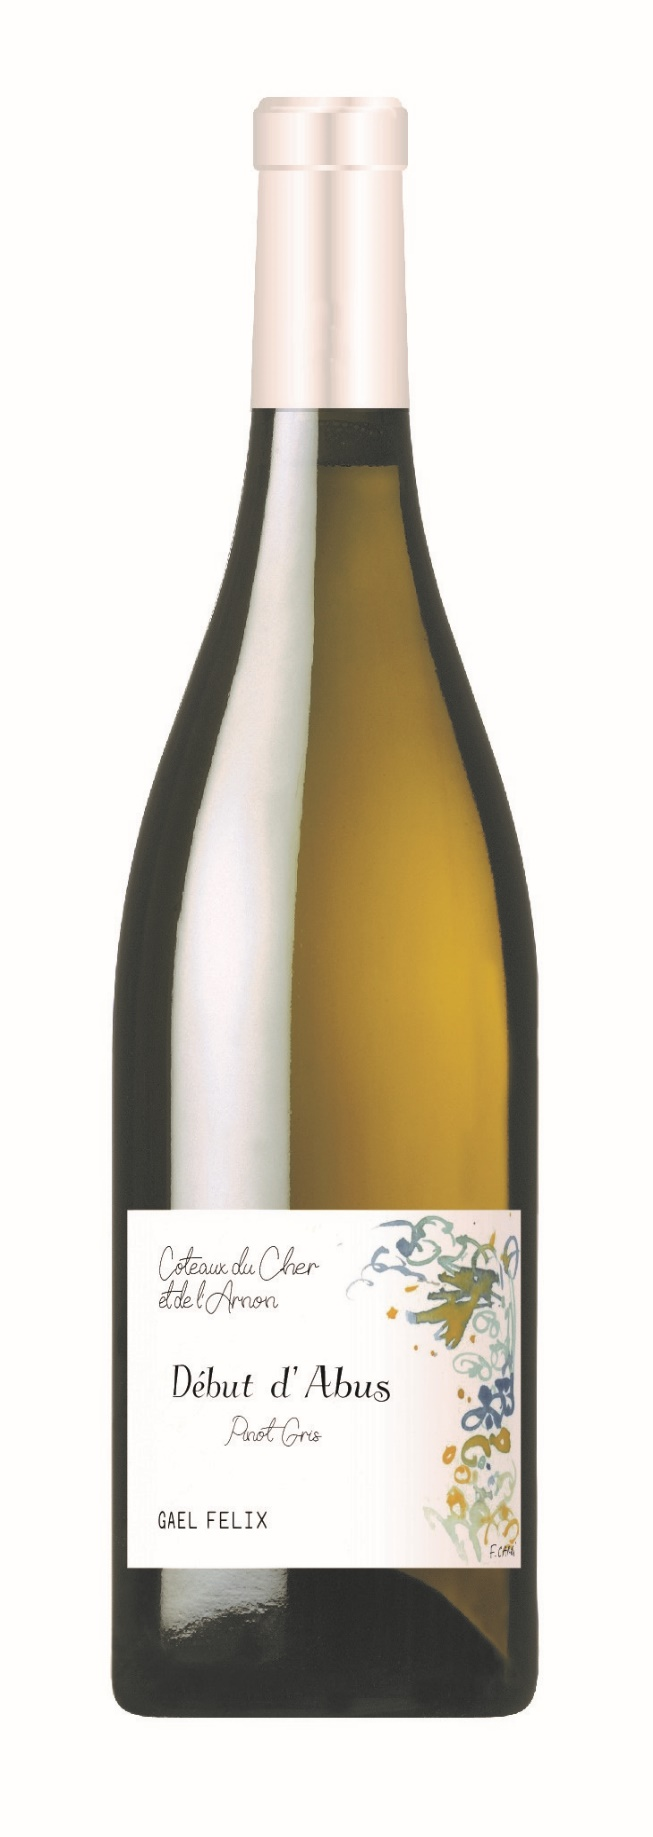 Coteaux du Cher
et de l'Arnon
Début d'Abus
Pinot Gris
GAEL FELIX